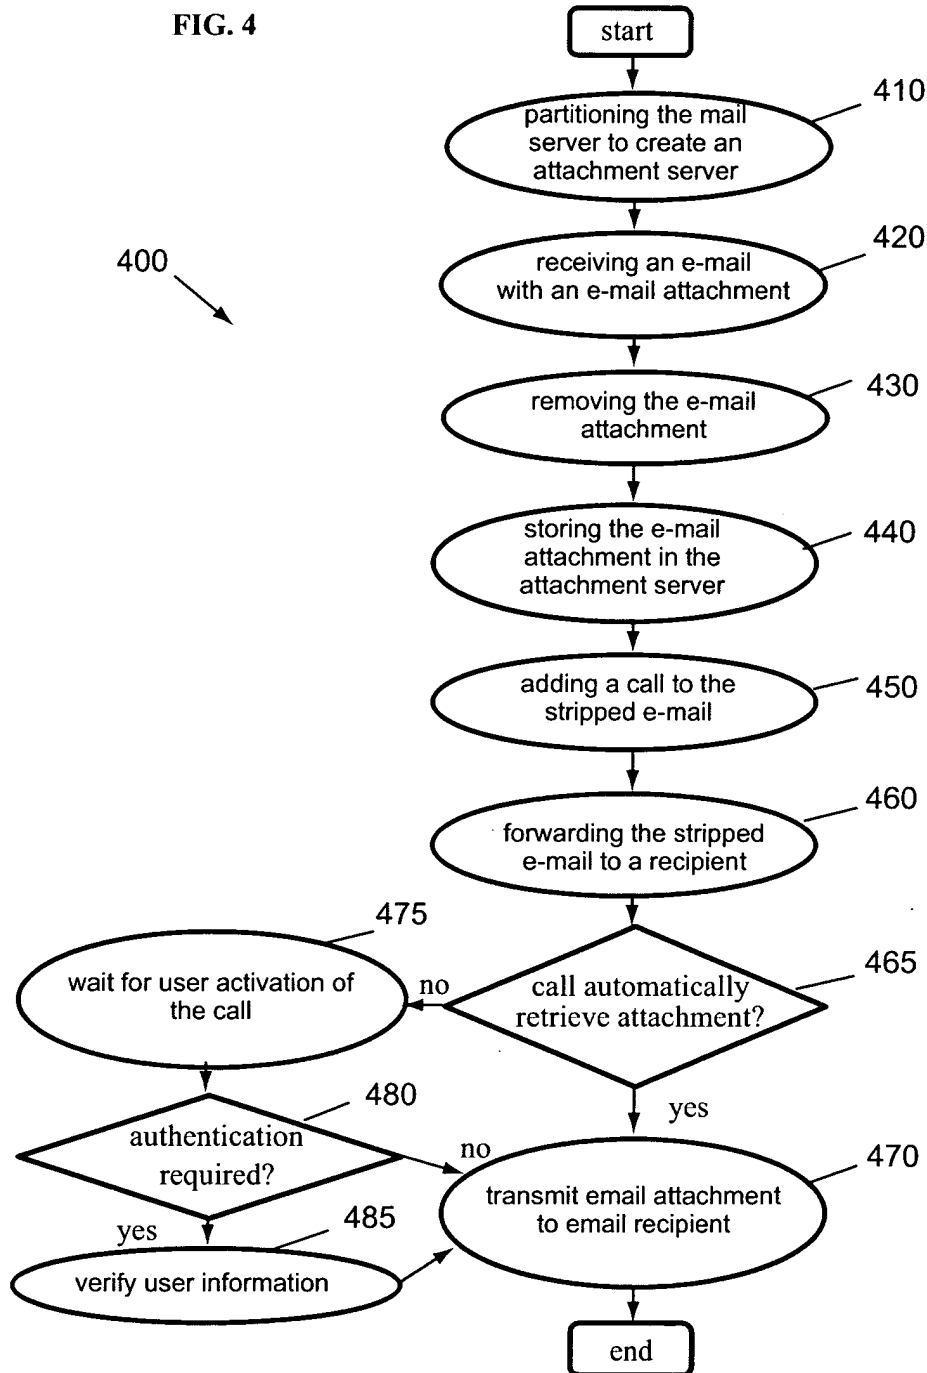 FIG. 4
start
410
partitioning the mail
server to create an
attachment server
420
receiving an e-mail
with an e-mail attachment
400
430
removing the e-mail
attachment
440
storing the e-mail
attachment in the
attachment server
450
adding a call to the
stripped e-mail
460
forwarding the stripped
e-mail to a recipient
475
465
wait for user activation of
the call
no
call automatically
retrieve attachment?
480
yes
authentication
required?
no
470
transmit email attachment
to email recipient
yes
485
verify user information
end